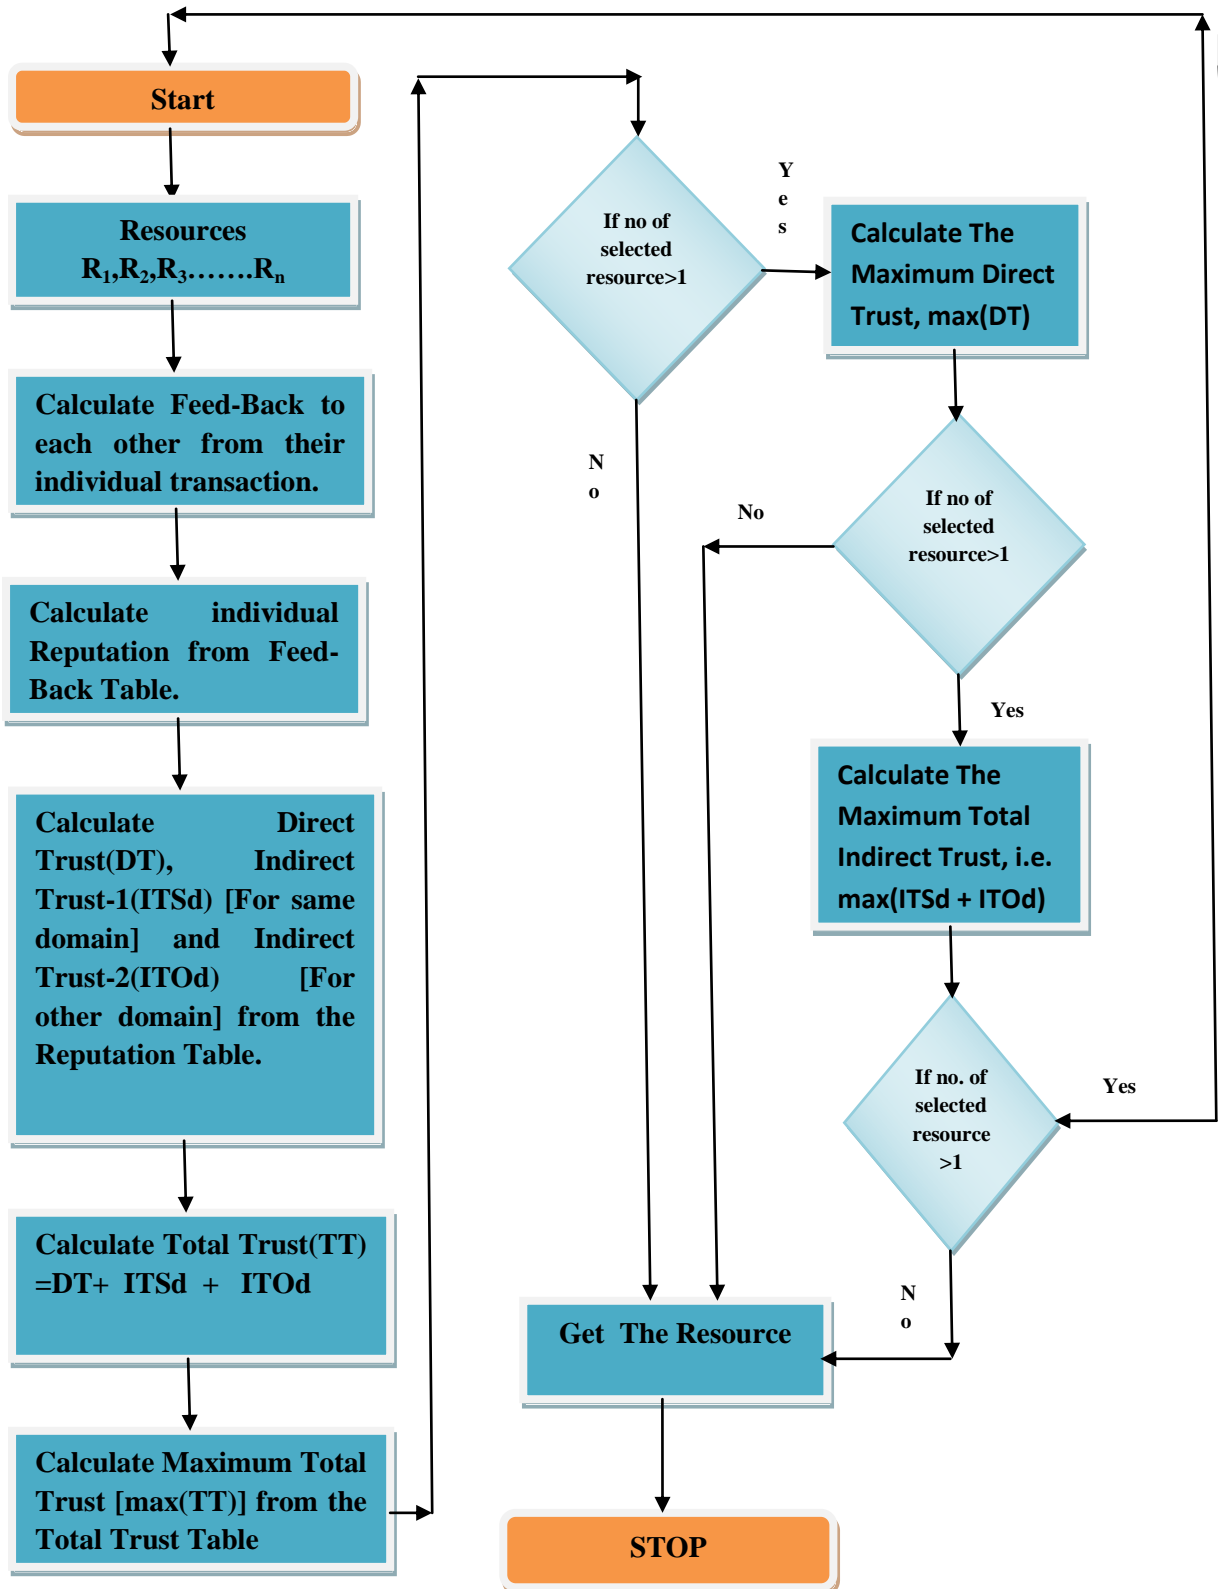 Start
Resources
R₁,R₂,R₃.......Rₙ
Calculate Feed-Back to
each other from their
individual transaction.
Calculate individual
Reputation from Feed-
Back Table.
Calculate Direct
Trust(DT), Indirect
Trust-1(ITSd) [For same
domain] and Indirect
Trust-2(ITOd) [For
other domain] from the
Reputation Table.
Calculate Total Trust(TT)
=DT+ ITSd + ITOd
Calculate Maximum Total
Trust [max(TT)] from the
Total Trust Table
If no of
selected
resource>1
Y
e
s
Calculate The
Maximum Direct
Trust, max(DT)
N
o
If no of
selected
resource>1
No
Yes
Calculate The
Maximum Total
Indirect Trust, i.e.
max(ITSd + ITOd)
If no. of
selected
resource
>1
Yes
N
o
Get The Resource
STOP